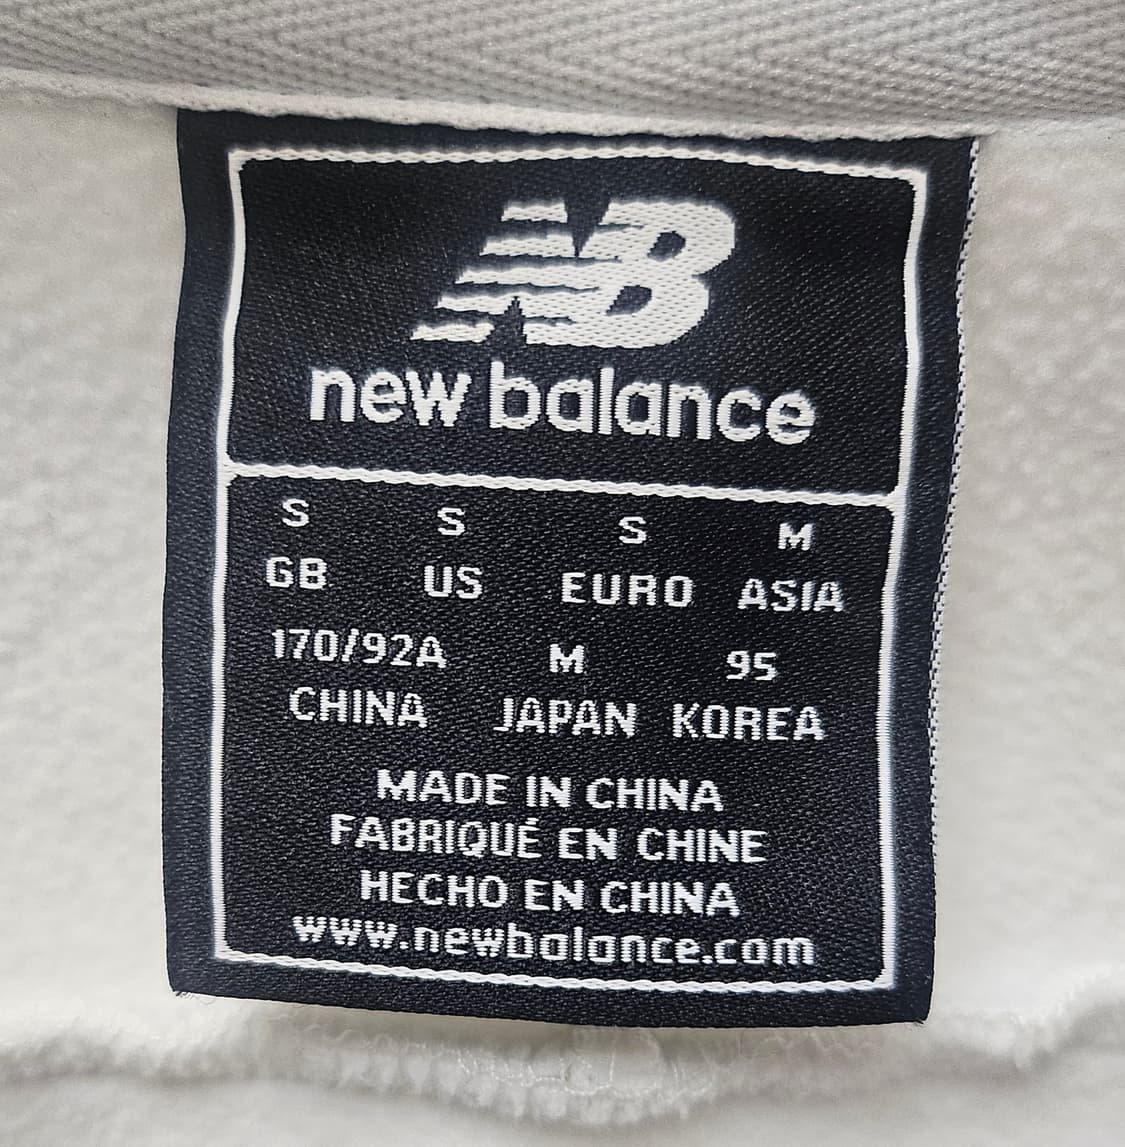 NB
new balance
S S S M
GB US EURO ASIA
170/92A M 95
CHINA JAPAN KOREA
MADE IN CHINA
FABRIQUÉ EN CHINE
HECHO EN CHINA
www.newbalance.com